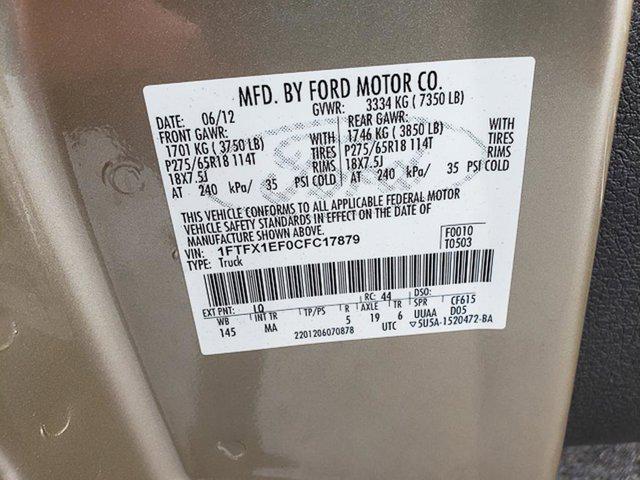 MFD. BY FORD MOTOR CO.
DATE: 06/12 GVWR: 3334 KG ( 7350 LB)
FRONT GAWR: REAR GAWR:
1701 KG ( 3750 LB) WITH 1746 KG ( 3850 LB) WITH
P275/65R18 114T TIRES P275/65R18 114T TIRES
18X7.5J RIMS 18X7.5J RIMS
AT 240 kPa/ 35 PSI COLD AT 240 kPa/ 35 PSI COLD
THIS VEHICLE CONFORMS TO ALL APPLICABLE FEDERAL MOTOR
VEHICLE SAFETY STANDARDS IN EFFECT ON THE DATE OF
MANUFACTURE SHOWN ABOVE.
VIN: 1FTFX1EF0CFC17879 F0010
TYPE: Truck T0503
EXT PNT: LQ RC: 44 DSO:
WB INT TR TP/PS R AXLE TR SPR CF615
145 MA 5 19 6 UUAA D05
2201206070878 UTC ▽5U5A-1520472-BA
Ford